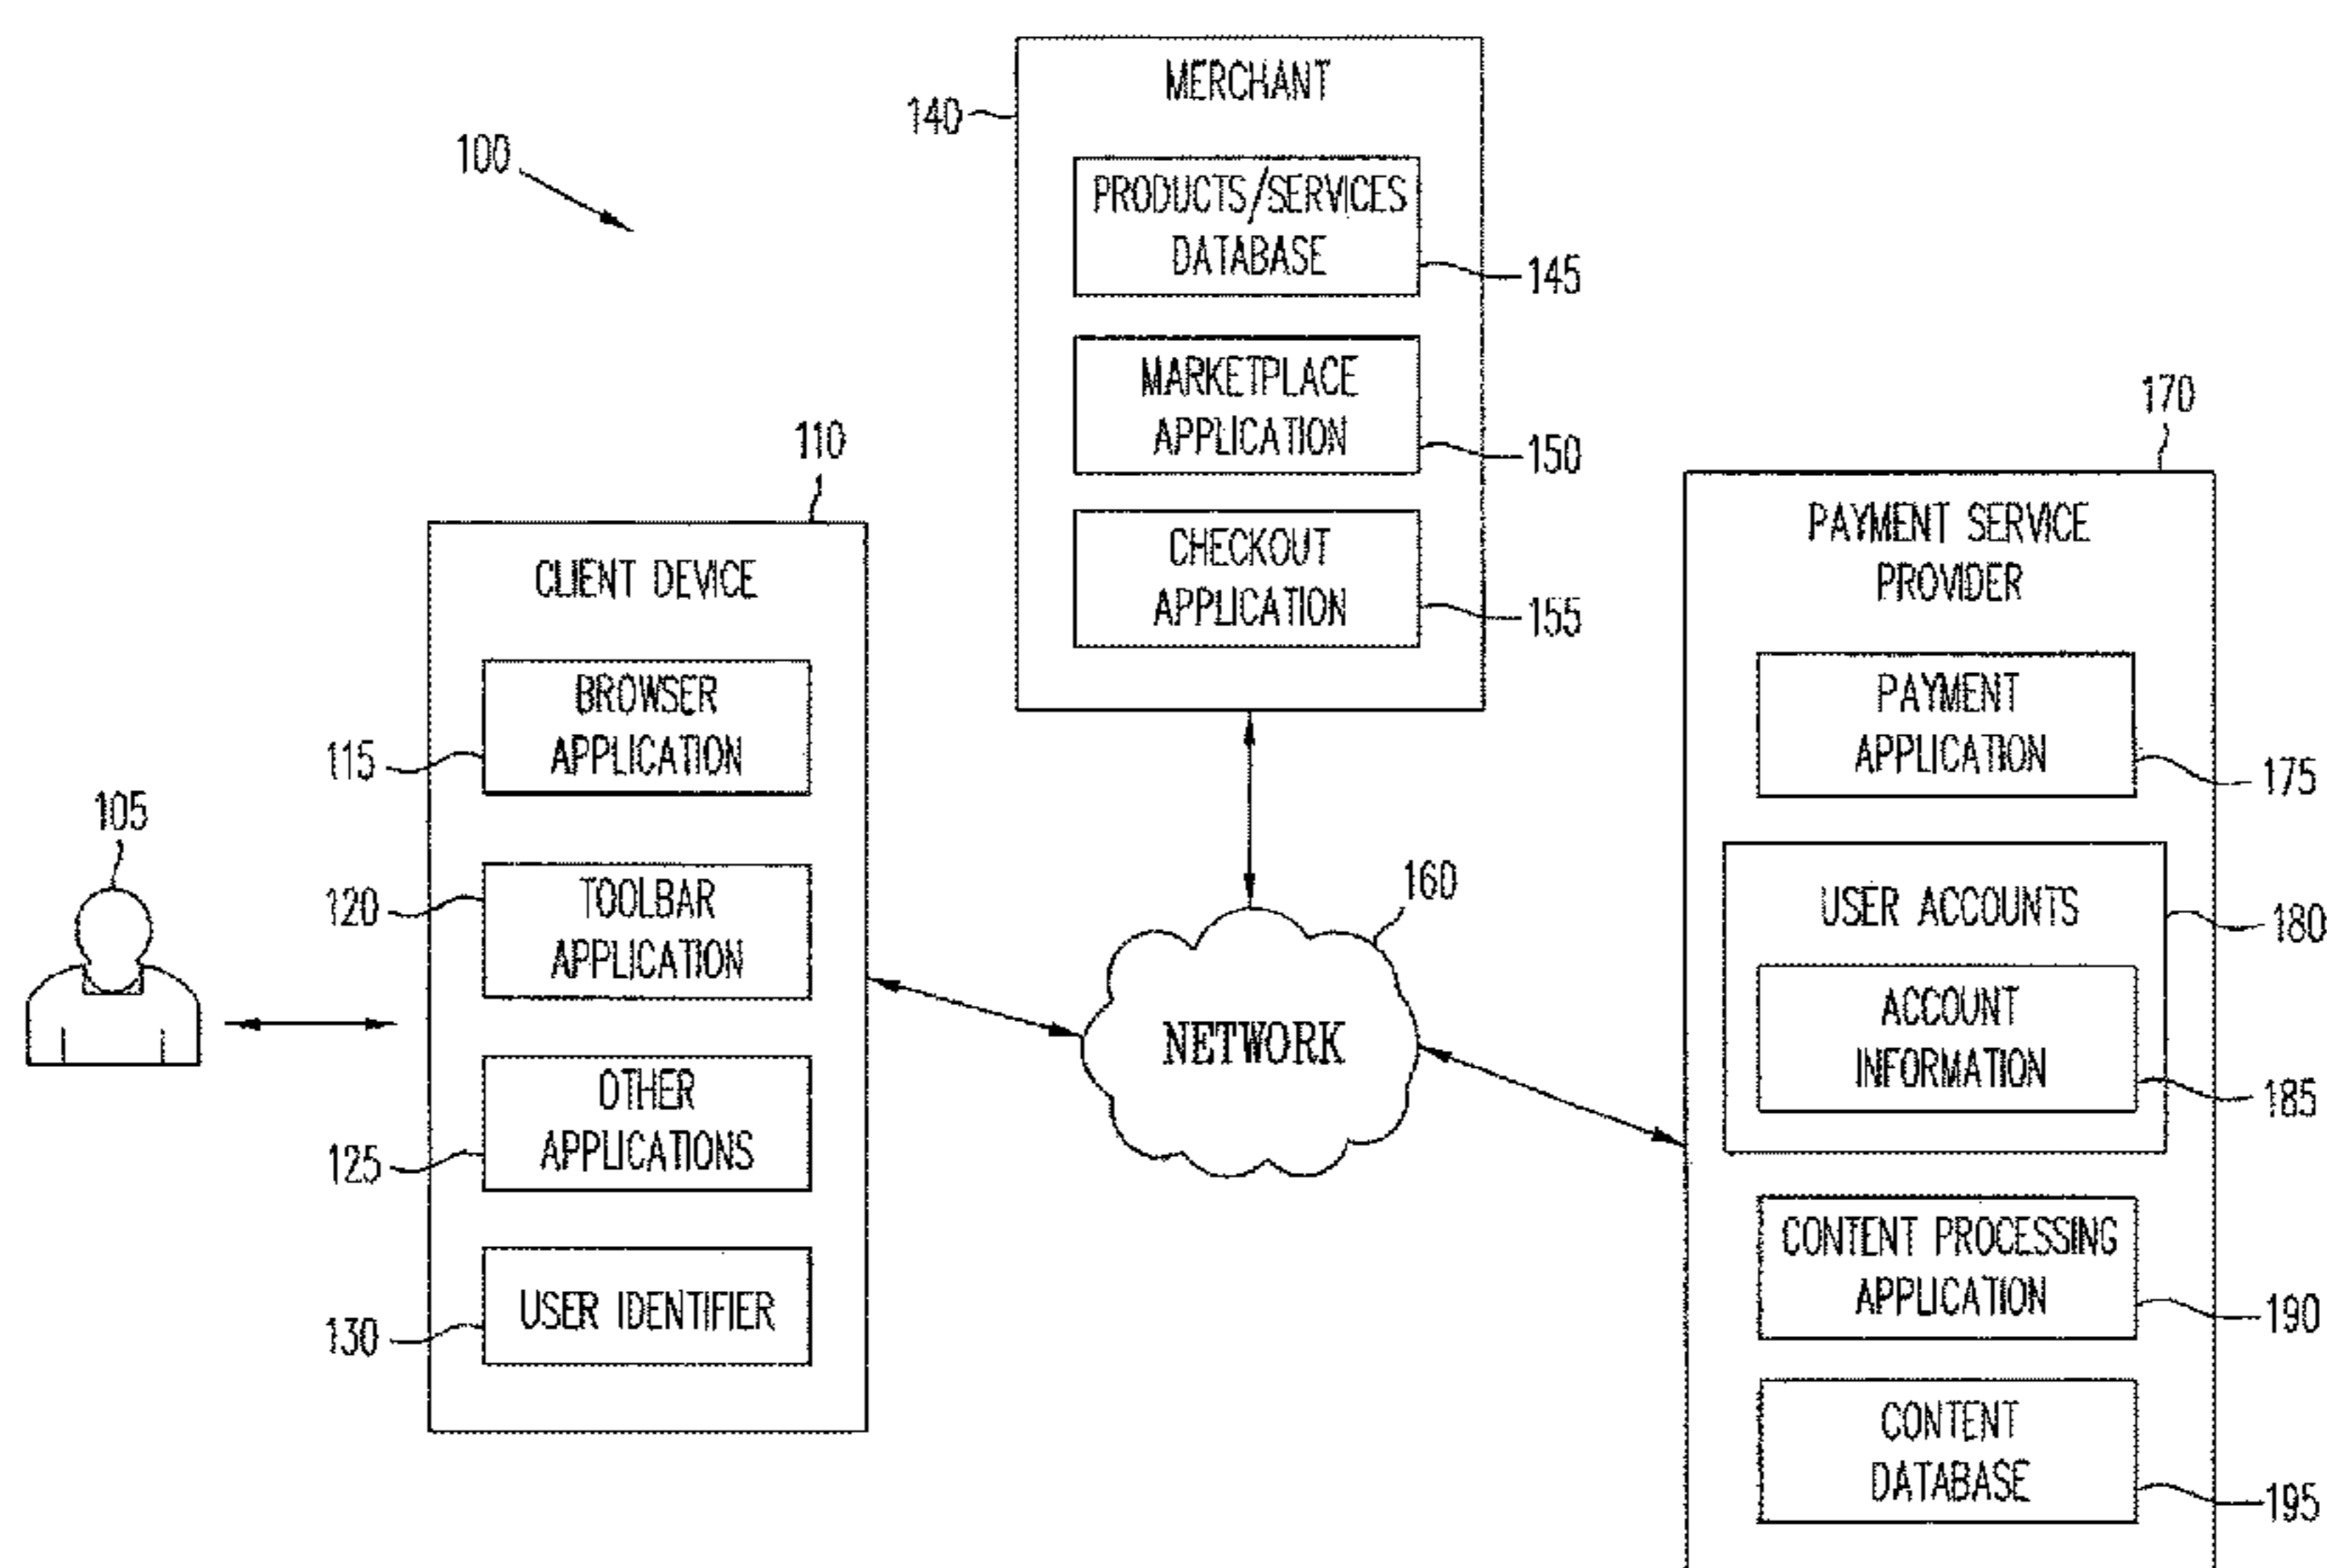 100
140
MERCHANT
PRODUCTS/SERVICES
DATABASE
145
MARKETPLACE
APPLICATION
150
CHECKOUT
APPLICATION
155
105
110
CLIENT DEVICE
BROWSER
APPLICATION
115
TOOLBAR
APPLICATION
120
OTHER
APPLICATIONS
125
USER IDENTIFIER
130
160
NETWORK
170
PAYMENT SERVICE
PROVIDER
PAYMENT
APPLICATION
175
USER ACCOUNTS
180
ACCOUNT
INFORMATION
185
CONTENT PROCESSING
APPLICATION
190
CONTENT
DATABASE
195